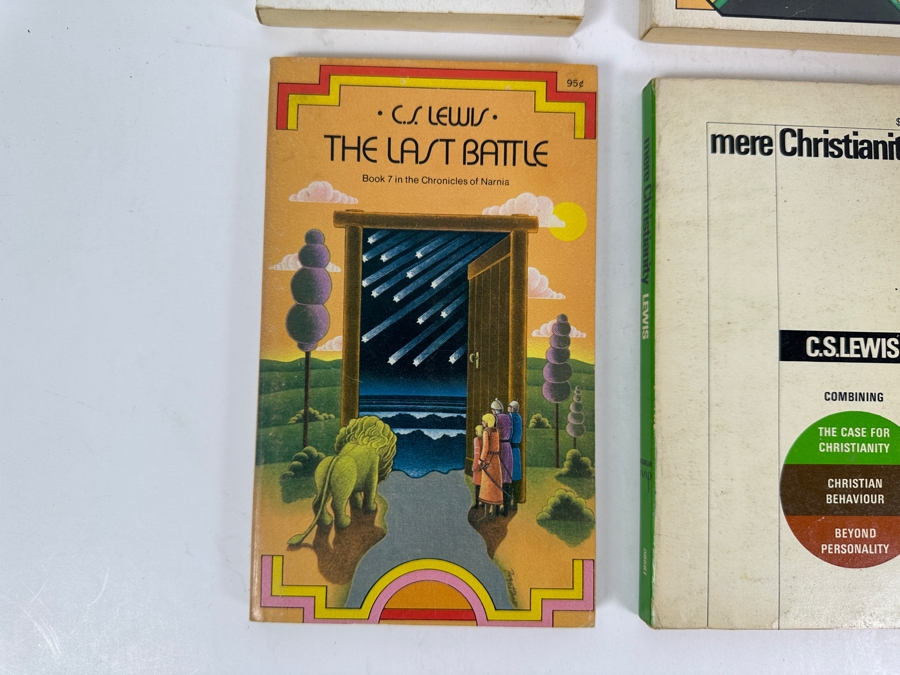 95¢
• C.S. LEWIS •
THE LAST BATTLE
Book 7 in the Chronicles of Narnia
mere Christianity LEWIS
$
mere Christianit
C.S.LEWIS
COMBINING
THE CASE FOR
CHRISTIANITY
CHRISTIAN
BEHAVIOUR
BEYOND
PERSONALITY